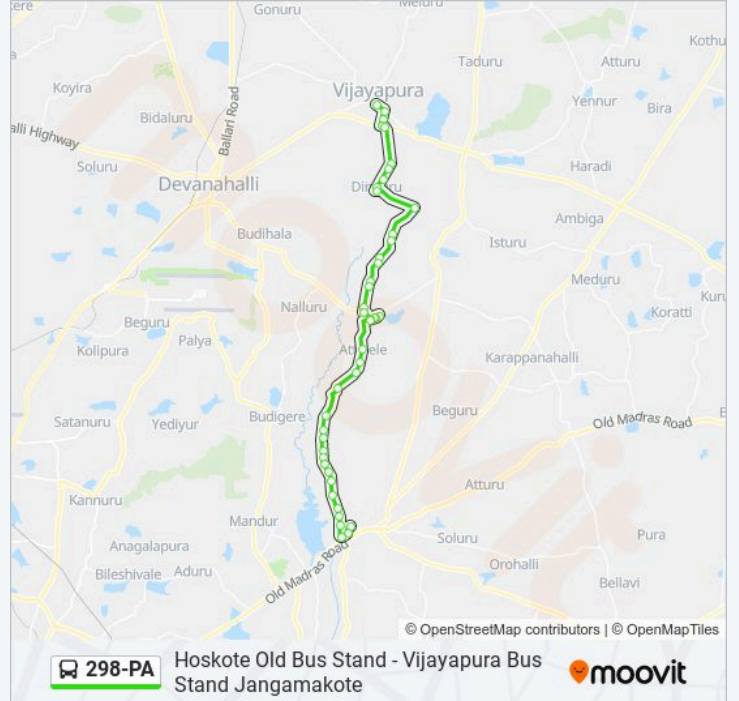 Gonuru
Meluru
Kothu
Taduru
Atturu
Koyira
Vijayapura
Yennur
Bira
Bidaluru
Ballari Road
alli Highway
Soluru
Haradi
Devanahalli
Ambiga
Budihala
Isturu
Meduru
Nalluru
Koratti
Beguru
Palya
Kolipura
Karappanahalli
Budigere
Beguru
Old Madras Road
Satanuru
Yediyur
Atturu
Kannuru
Mandur
Soluru
Pura
Anagalapura
Orohalli
Bileshivale
Aduru
Old Madras Road
Bellavi
© OpenStreetMap contributors | © OpenMapTiles
298-PA
Hoskote Old Bus Stand - Vijayapura Bus
Stand Jangamakote
moovit